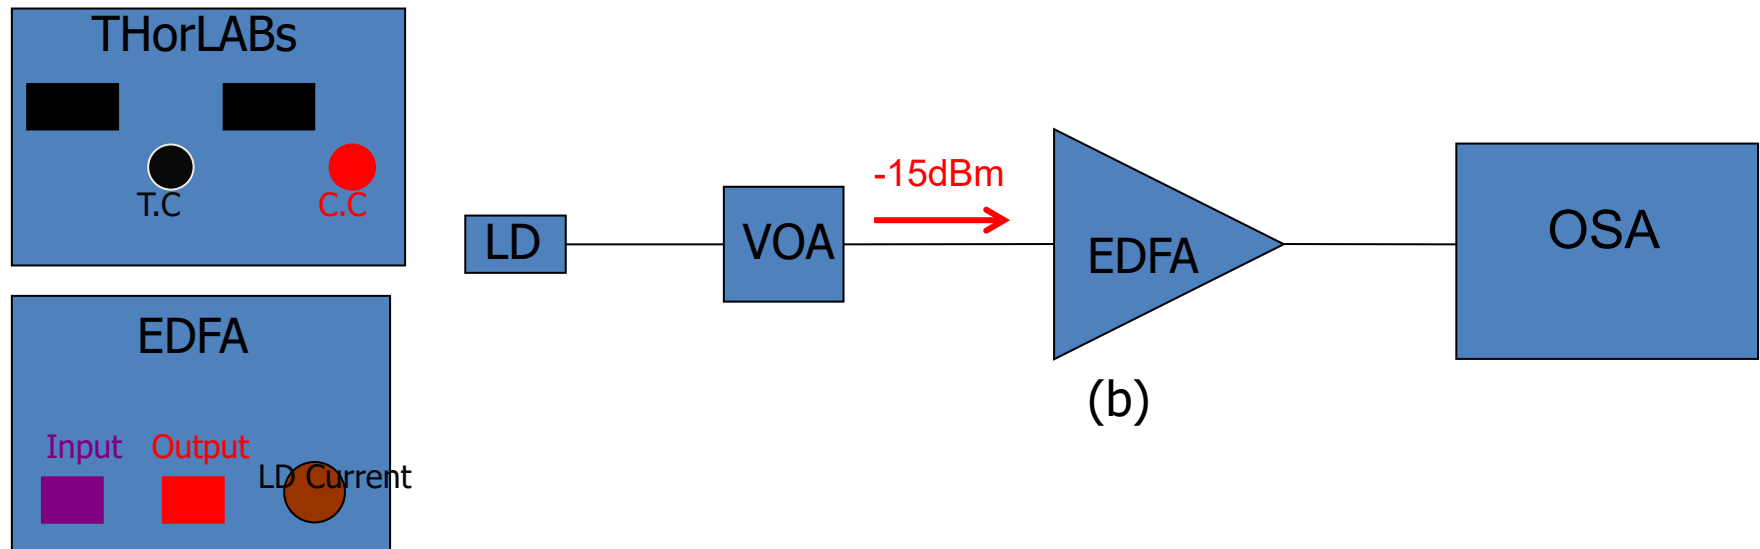 THorLABs
T.C
C.C
EDFA
Input
Output
LD Current
LD
VOA
-15dBm
EDFA
OSA
(b)